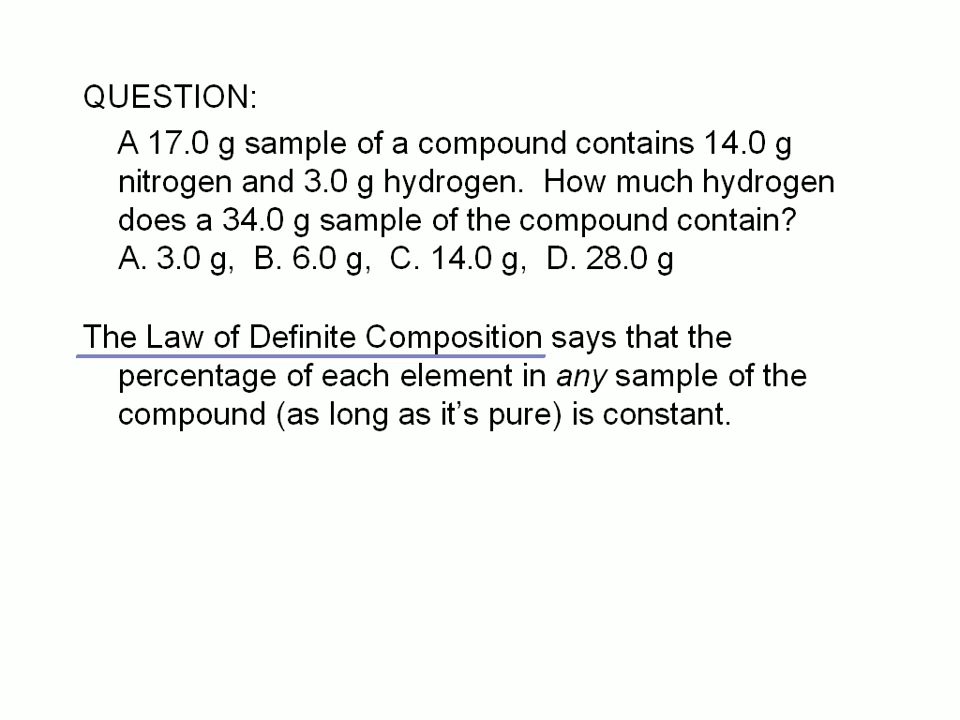 QUESTION:
A 17.0 g sample of a compound contains 14.0 g
nitrogen and 3.0 g hydrogen.  How much hydrogen
does a 34.0 g sample of the compound contain?
A. 3.0 g,  B. 6.0 g,  C. 14.0 g,  D. 28.0 g
The Law of Definite Composition says that the
percentage of each element in any sample of the
compound (as long as it’s pure) is constant.